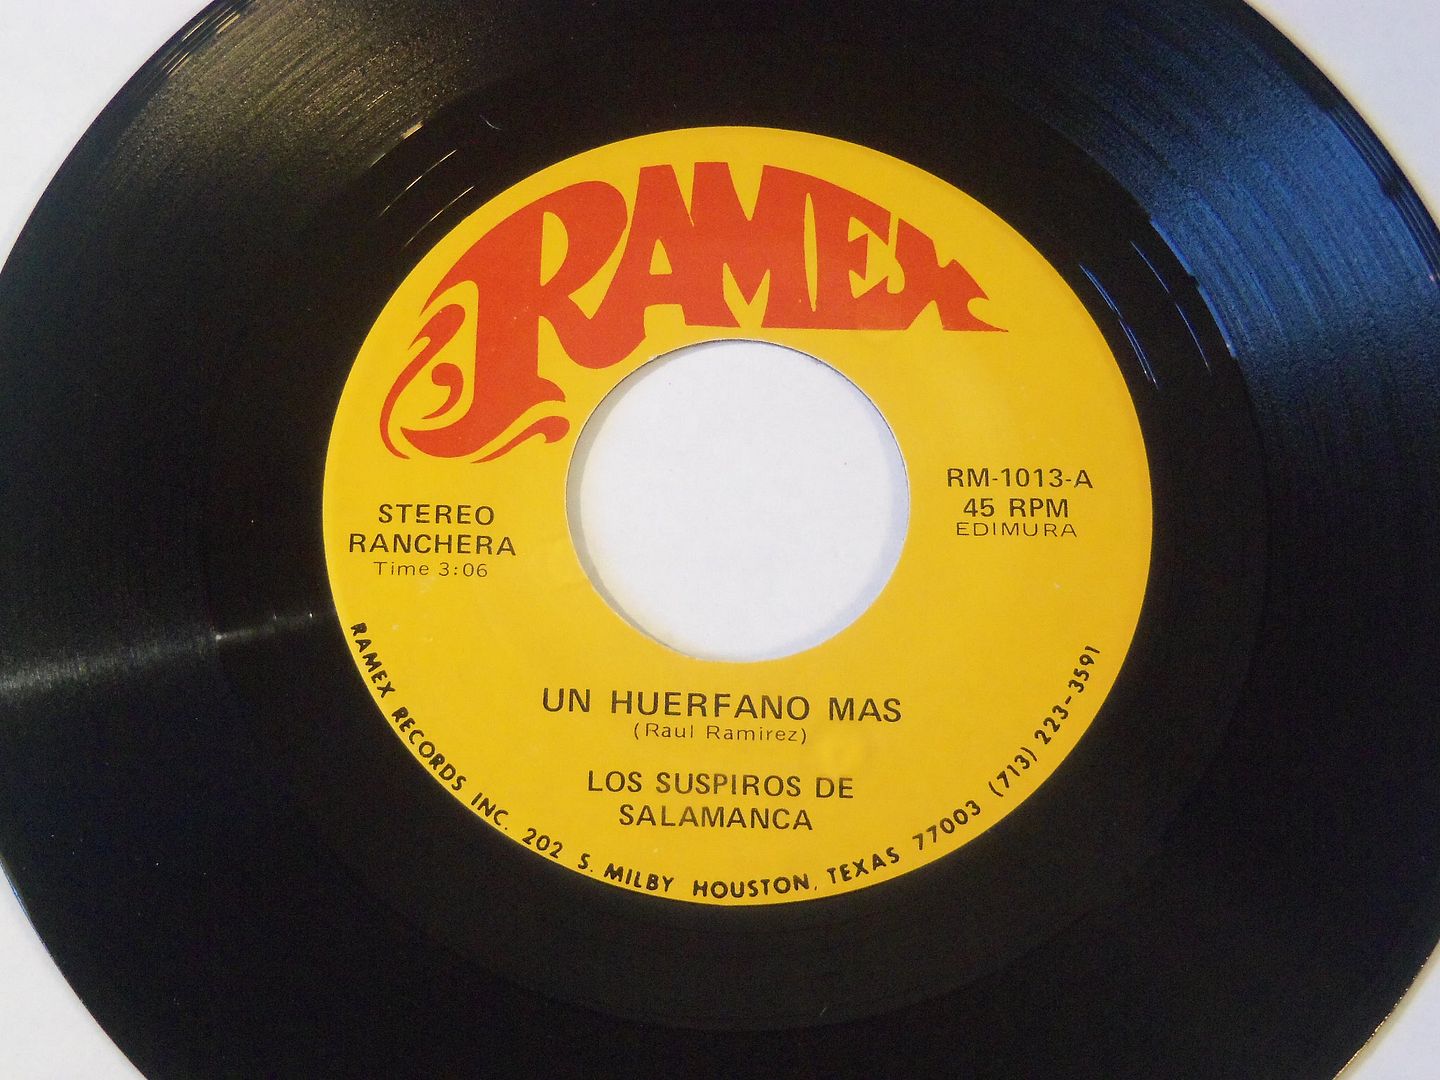 RAMEX
STEREO
RANCHERA
Time 3:06
RM-1013-A
45 RPM
EDIMURA
UN HUERFANO MAS
(Raul Ramirez)
LOS SUSPIROS DE
SALAMANCA
RAMEX RECORDS INC. 202 S. MILBY HOUSTON, TEXAS 77003 (713) 223-3591